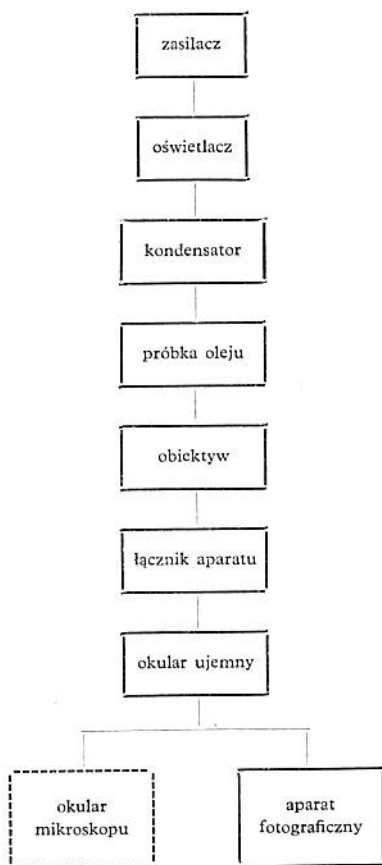 zasilacz
oświetlacz
kondensator
próbka oleju
obiektyw
łącznik aparatu
okular ujemny
okular
mikroskopu
aparat
fotograficzny